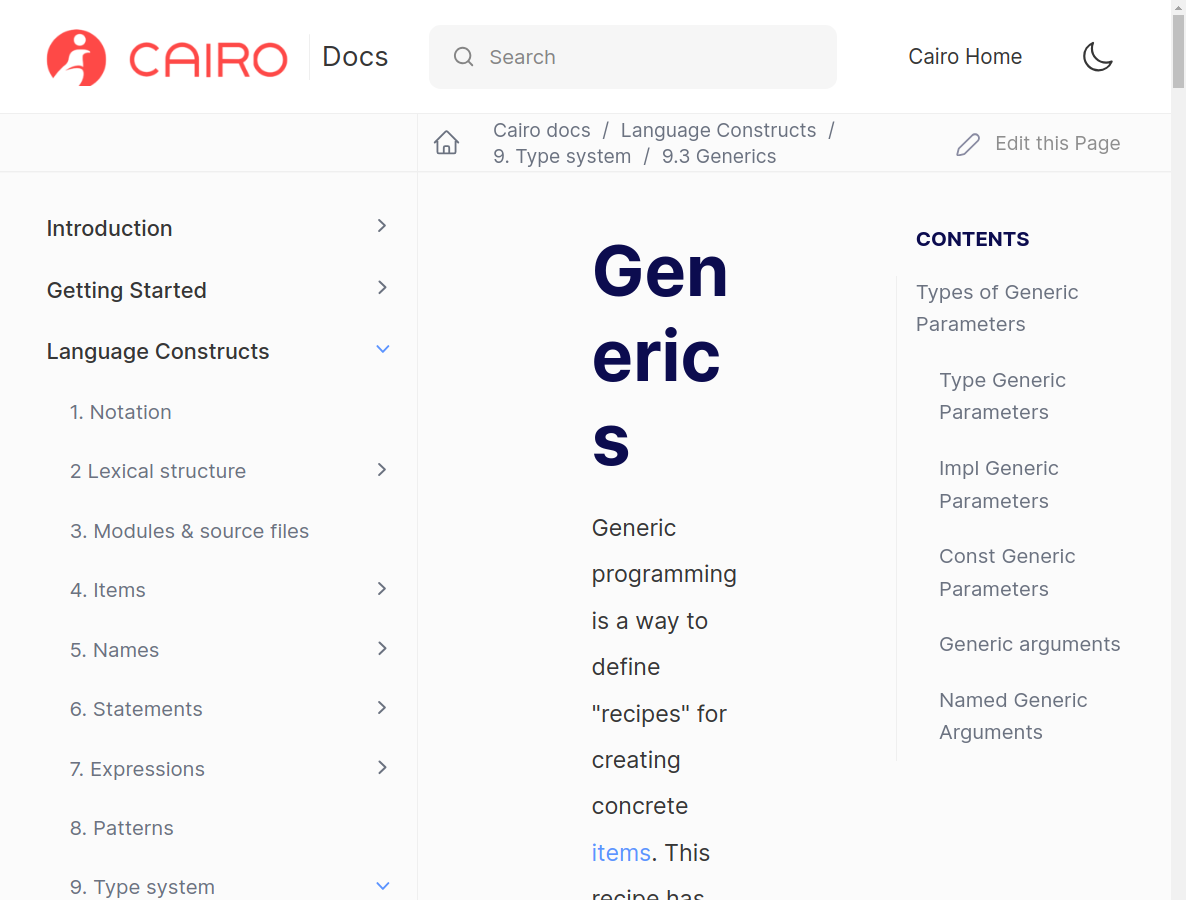 CAIRO Docs
Search
Cairo Home
Cairo docs / Language Constructs /
9. Type system / 9.3 Generics
Edit this Page
Introduction
Getting Started
Language Constructs
1. Notation
2 Lexical structure
3. Modules & source files
4. Items
5. Names
6. Statements
7. Expressions
8. Patterns
9. Type system
Gen
eric
s
Generic
programming
is a way to
define
"recipes" for
creating
concrete
items. This
recipe has
CONTENTS
Types of Generic
Parameters
Type Generic
Parameters
Impl Generic
Parameters
Const Generic
Parameters
Generic arguments
Named Generic
Arguments